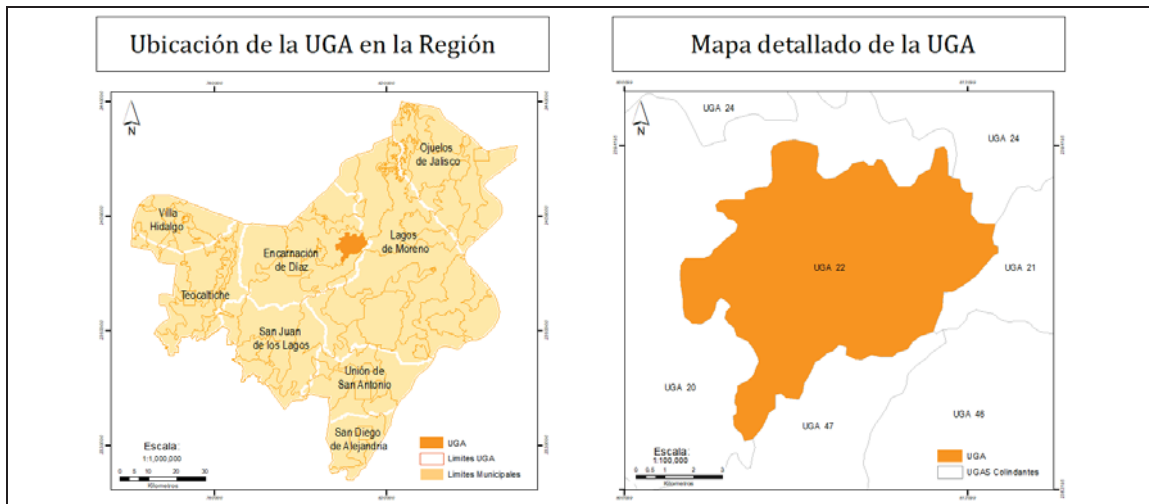 Ubicación de la UGA en la Región
N
Ojuelos
de Jalisco
Villa
Hidalgo
Lagos
de Moreno
Encarnación
de Díaz
Teocaltiche
San Juan
de los Lagos
Unión de
San Antonio
San Diego
de Alejandría
Escala:
1:1,000,000
0 5 10 20 30
Kilometros
UGA
Límites UGA
Límites Municipales
Mapa detallado de la UGA
N
UGA 24
UGA 24
UGA 22
UGA 21
UGA 20
UGA 47
UGA 46
Escala:
1:100,000
0 0.5 1 2 3
Kilometros
UGA
UGAS Colindantes